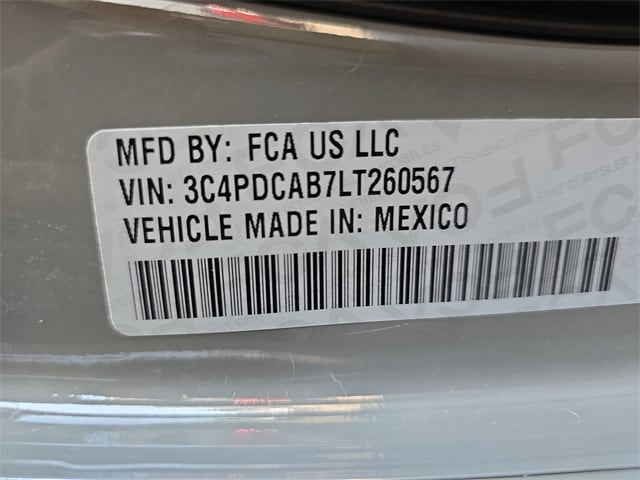 MFD BY: FCA US LLC
VIN: 3C4PDCAB7LT260567
VEHICLE MADE IN: MEXICO